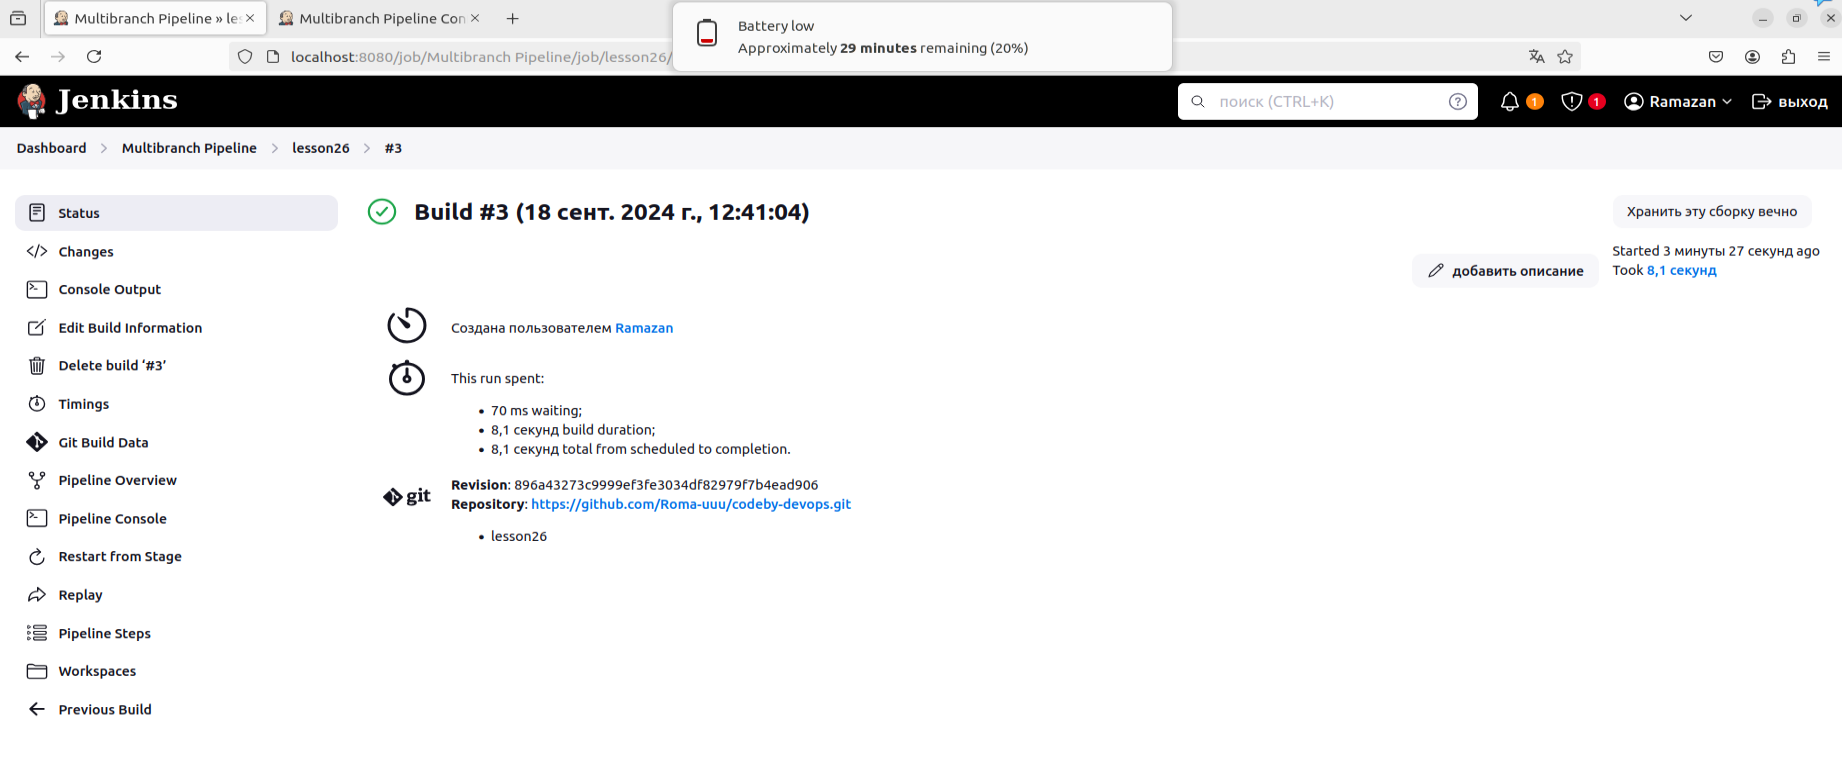 Multibranch Pipeline » le
Multibranch Pipeline Con
Battery low
Approximately 29 minutes remaining (20%)
localhost:8080/job/Multibranch Pipeline/job/lesson26/
Jenkins
поиск (CTRL+K)
1
1
Ramazan
выход
Dashboard
Multibranch Pipeline
lesson26
#3
Status
Changes
Console Output
Edit Build Information
Delete build ‘#3’
Timings
Git Build Data
Pipeline Overview
Pipeline Console
Restart from Stage
Replay
Pipeline Steps
Workspaces
Previous Build
Build #3 (18 сент. 2024 г., 12:41:04)
Хранить эту сборку вечно
добавить описание
Started 3 минуты 27 секунд ago
Took 8,1 секунд
Создана пользователем Ramazan
This run spent:
• 70 ms waiting;
• 8,1 секунд build duration;
• 8,1 секунд total from scheduled to completion.
git
Revision: 896a43273c9999ef3fe3034df82979f7b4ead906
Repository: https://github.com/Roma-uuu/codeby-devops.git
• lesson26